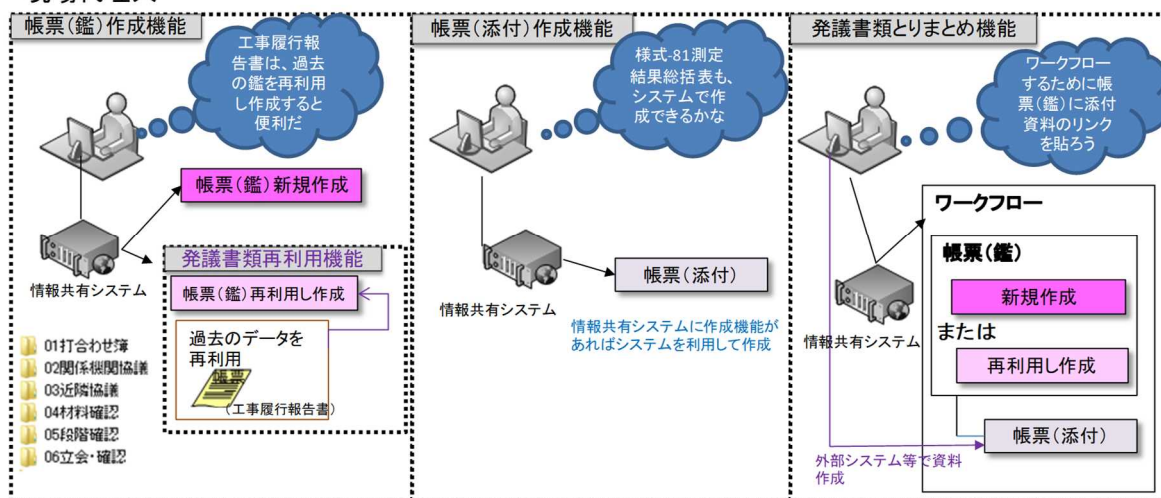 帳票（鑑）作成機能
工事履行報
告書は、過去
の鑑を再利用
し作成すると
便利だ
帳票（鑑）新規作成
情報共有システム
発議書類再利用機能
帳票（鑑）再利用し作成
過去のデータを
再利用
帳票
（工事履行報告書）
01打合わせ簿
02関係機関協議
03近隣協議
04材料確認
05段階確認
06立会・確認
帳票（添付）作成機能
様式-81測定
結果総括表も、
システムで作
成できるかな
情報共有システム
帳票（添付）
情報共有システムに作成機能が
あればシステムを利用して作成
発議書類とりまとめ機能
ワークフロー
するために帳
票（鑑）に添付
資料のリンク
を貼ろう
情報共有システム
ワークフロー
帳票（鑑）
新規作成
または
再利用し作成
帳票（添付）
外部システム等で資料
作成